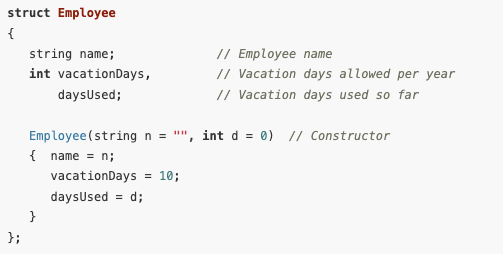 struct Employee
{
string name; // Employee name
int vacationDays, // Vacation days allowed per year
daysUsed; // Vacation days used so far
Employee(string n = "", int d = 0) // Constructor
{ name = n;
vacationDays = 10;
daysUsed = d;
}
};